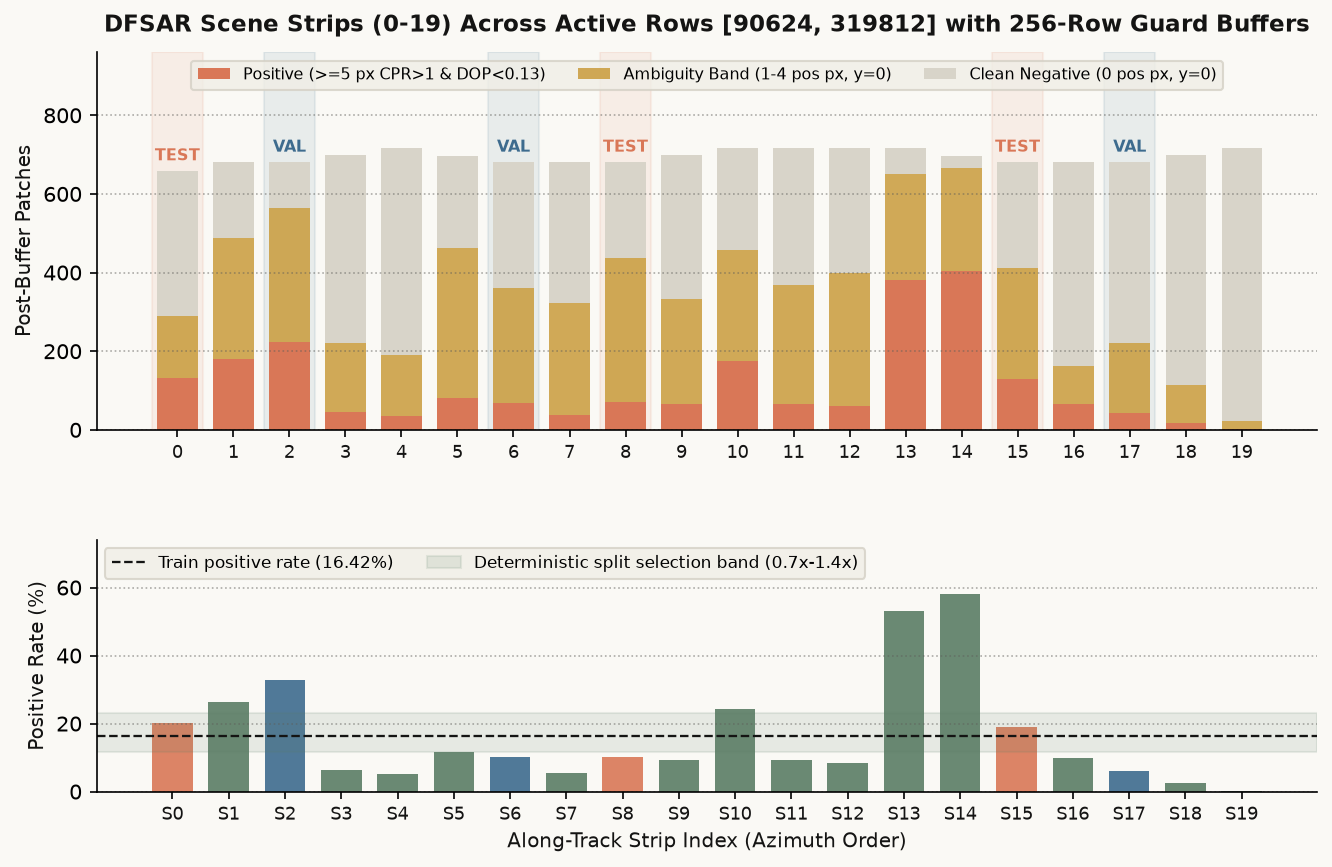 DFSAR Scene Strips (0-19) Across Active Rows [90624, 319812] with 256-Row Guard Buffers
Positive (>=5 px CPR>1 & DOP<0.13)
Ambiguity Band (1-4 pos px, y=0)
Clean Negative (0 pos px, y=0)
TEST
VAL
VAL
TEST
TEST
VAL
Post-Buffer Patches
800
600
400
200
0
0 1 2 3 4 5 6 7 8 9 10 11 12 13 14 15 16 17 18 19
Train positive rate (16.42%)
Deterministic split selection band (0.7x-1.4x)
Positive Rate (%)
60
40
20
0
S0 S1 S2 S3 S4 S5 S6 S7 S8 S9 S10 S11 S12 S13 S14 S15 S16 S17 S18 S19
Along-Track Strip Index (Azimuth Order)